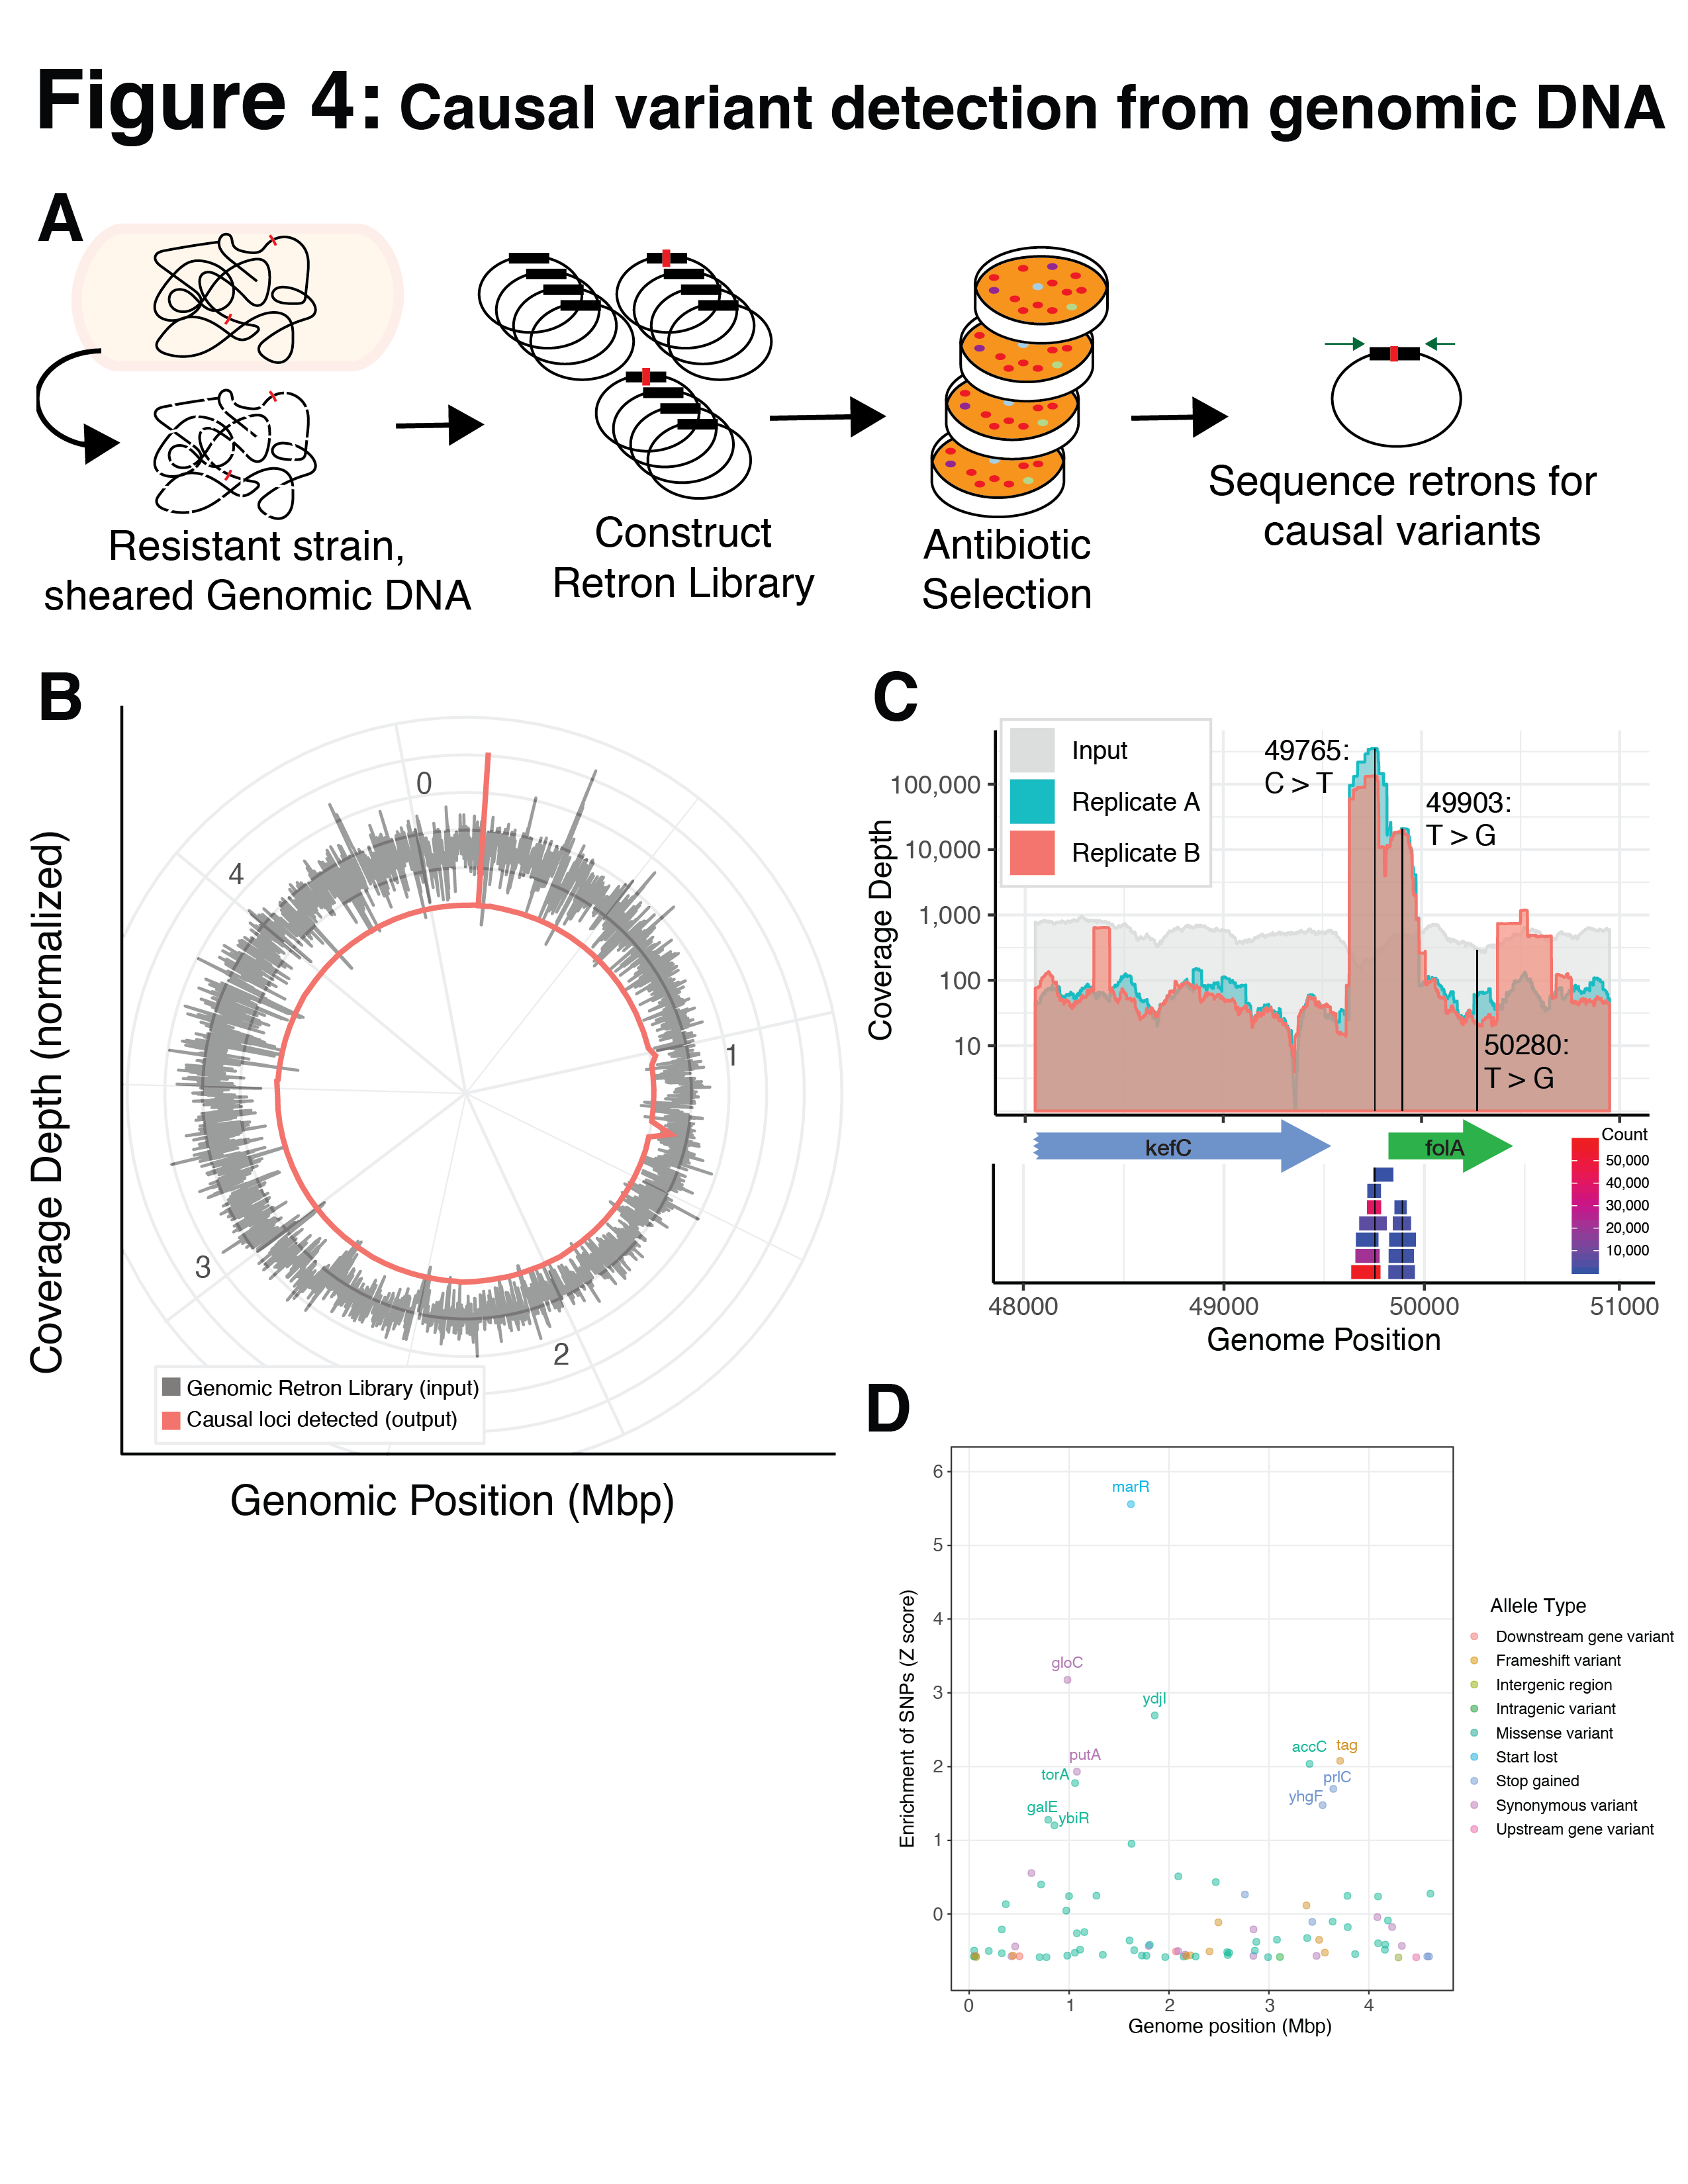 Figure 4: Causal variant detection from genomic DNA
A
Resistant strain,
sheared Genomic DNA
Construct
Retron Library
Antibiotic
Selection
Sequence retrons for
causal variants
B
Coverage Depth (normalized)
0
1
2
3
4
Genomic Retron Library (input)
Causal loci detected (output)
Genomic Position (Mbp)
C
Input
Replicate A
Replicate B
49765:
C > T
49903:
T > G
50280:
T > G
Coverage Depth
100,000
10,000
1,000
100
10
kefC
folA
Count
50,000
40,000
30,000
20,000
10,000
48000
49000
50000
51000
Genome Position
D
Enrichment of SNPs (Z score)
6
5
4
3
2
1
0
marR
gloC
ydjI
putA
torA
galE
ybiR
accC
tag
prlC
yhgF
0
1
2
3
4
Genome position (Mbp)
Allele Type
Downstream gene variant
Frameshift variant
Intergenic region
Intragenic variant
Missense variant
Start lost
Stop gained
Synonymous variant
Upstream gene variant